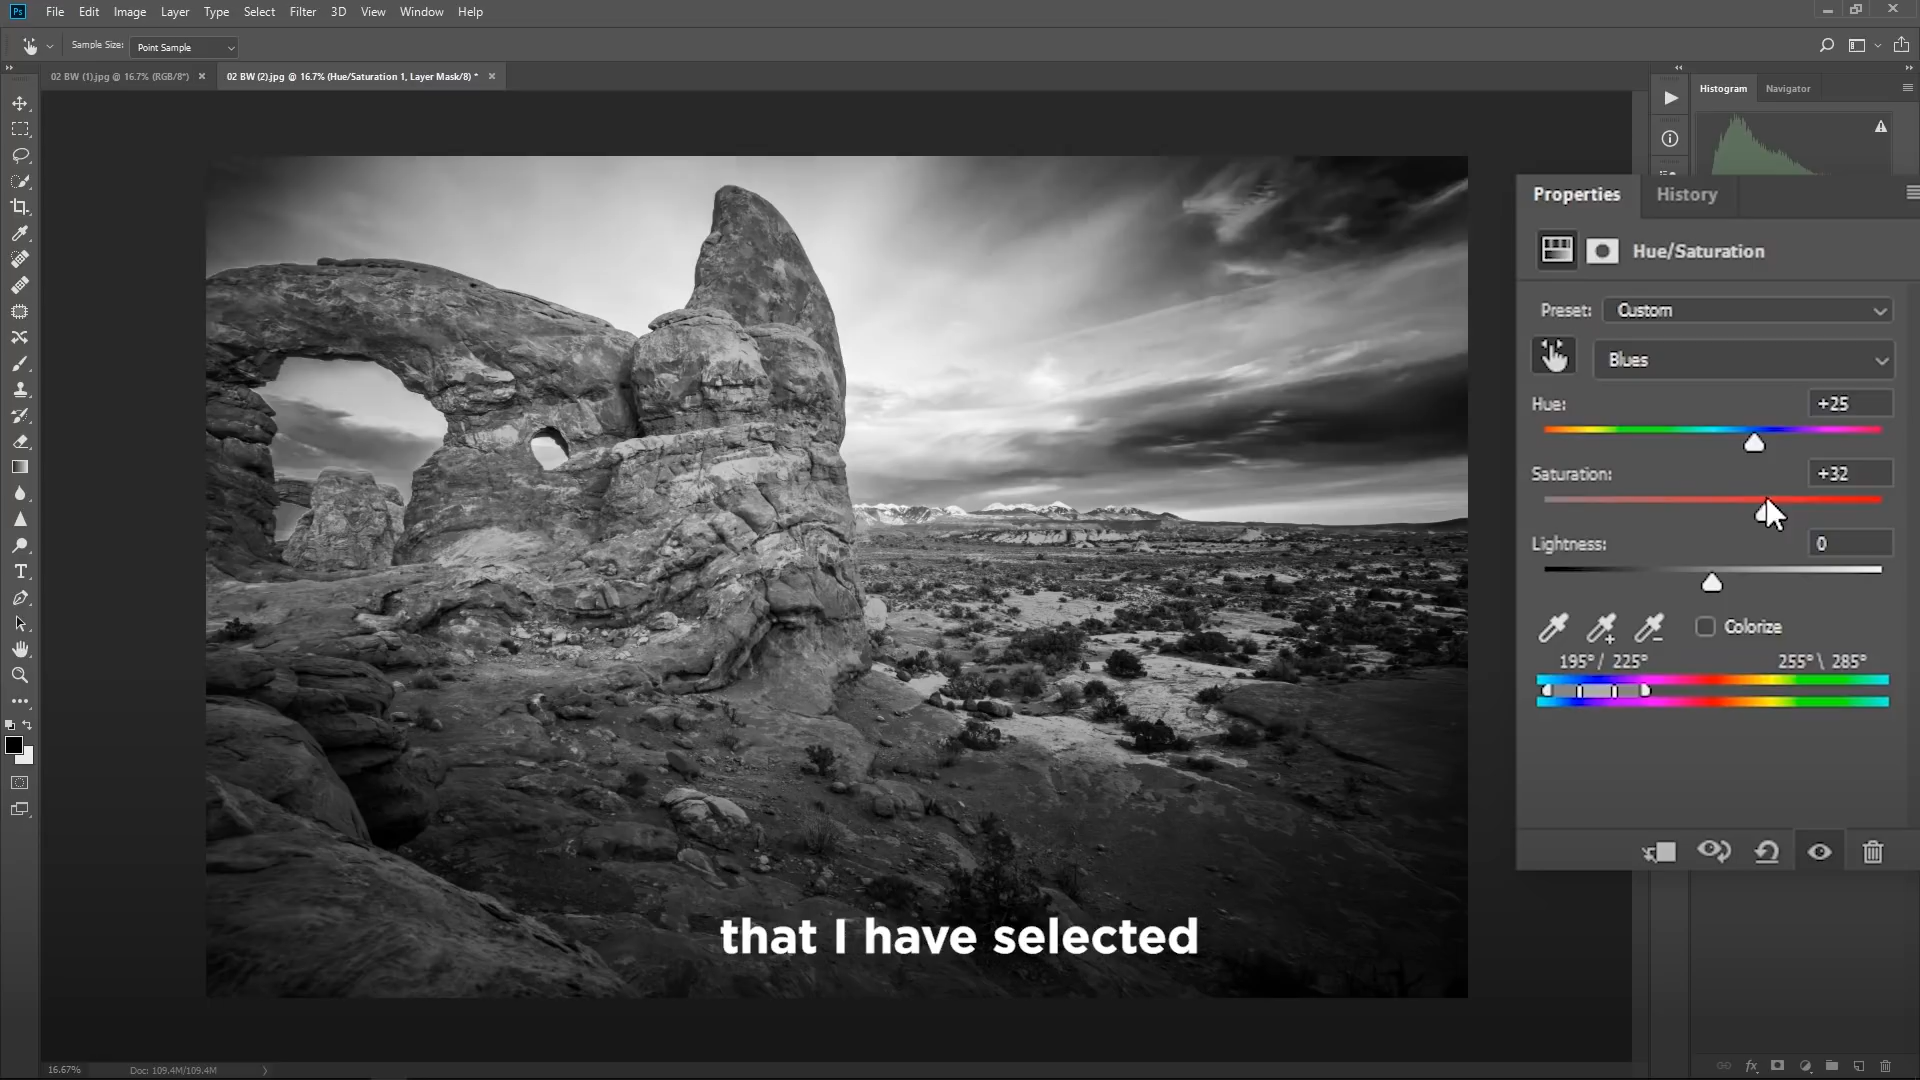 Ps File Edit Image Layer Type Select Filter 3D View Window Help
Sample Size: Point Sample
02 BW (1).jpg @ 16.7% (RGB/8*) 02 BW (2).jpg @ 16.7% (Hue/Saturation 1, Layer Mask/8) *
Histogram Navigator
Properties History
Hue/Saturation
Preset: Custom
Blues
Hue: +25
Saturation: +32
Lightness: 0
Colorize
195° / 225° 255° \ 285°
that I have selected
16.67% Doc: 109.4M/109.4M
fx